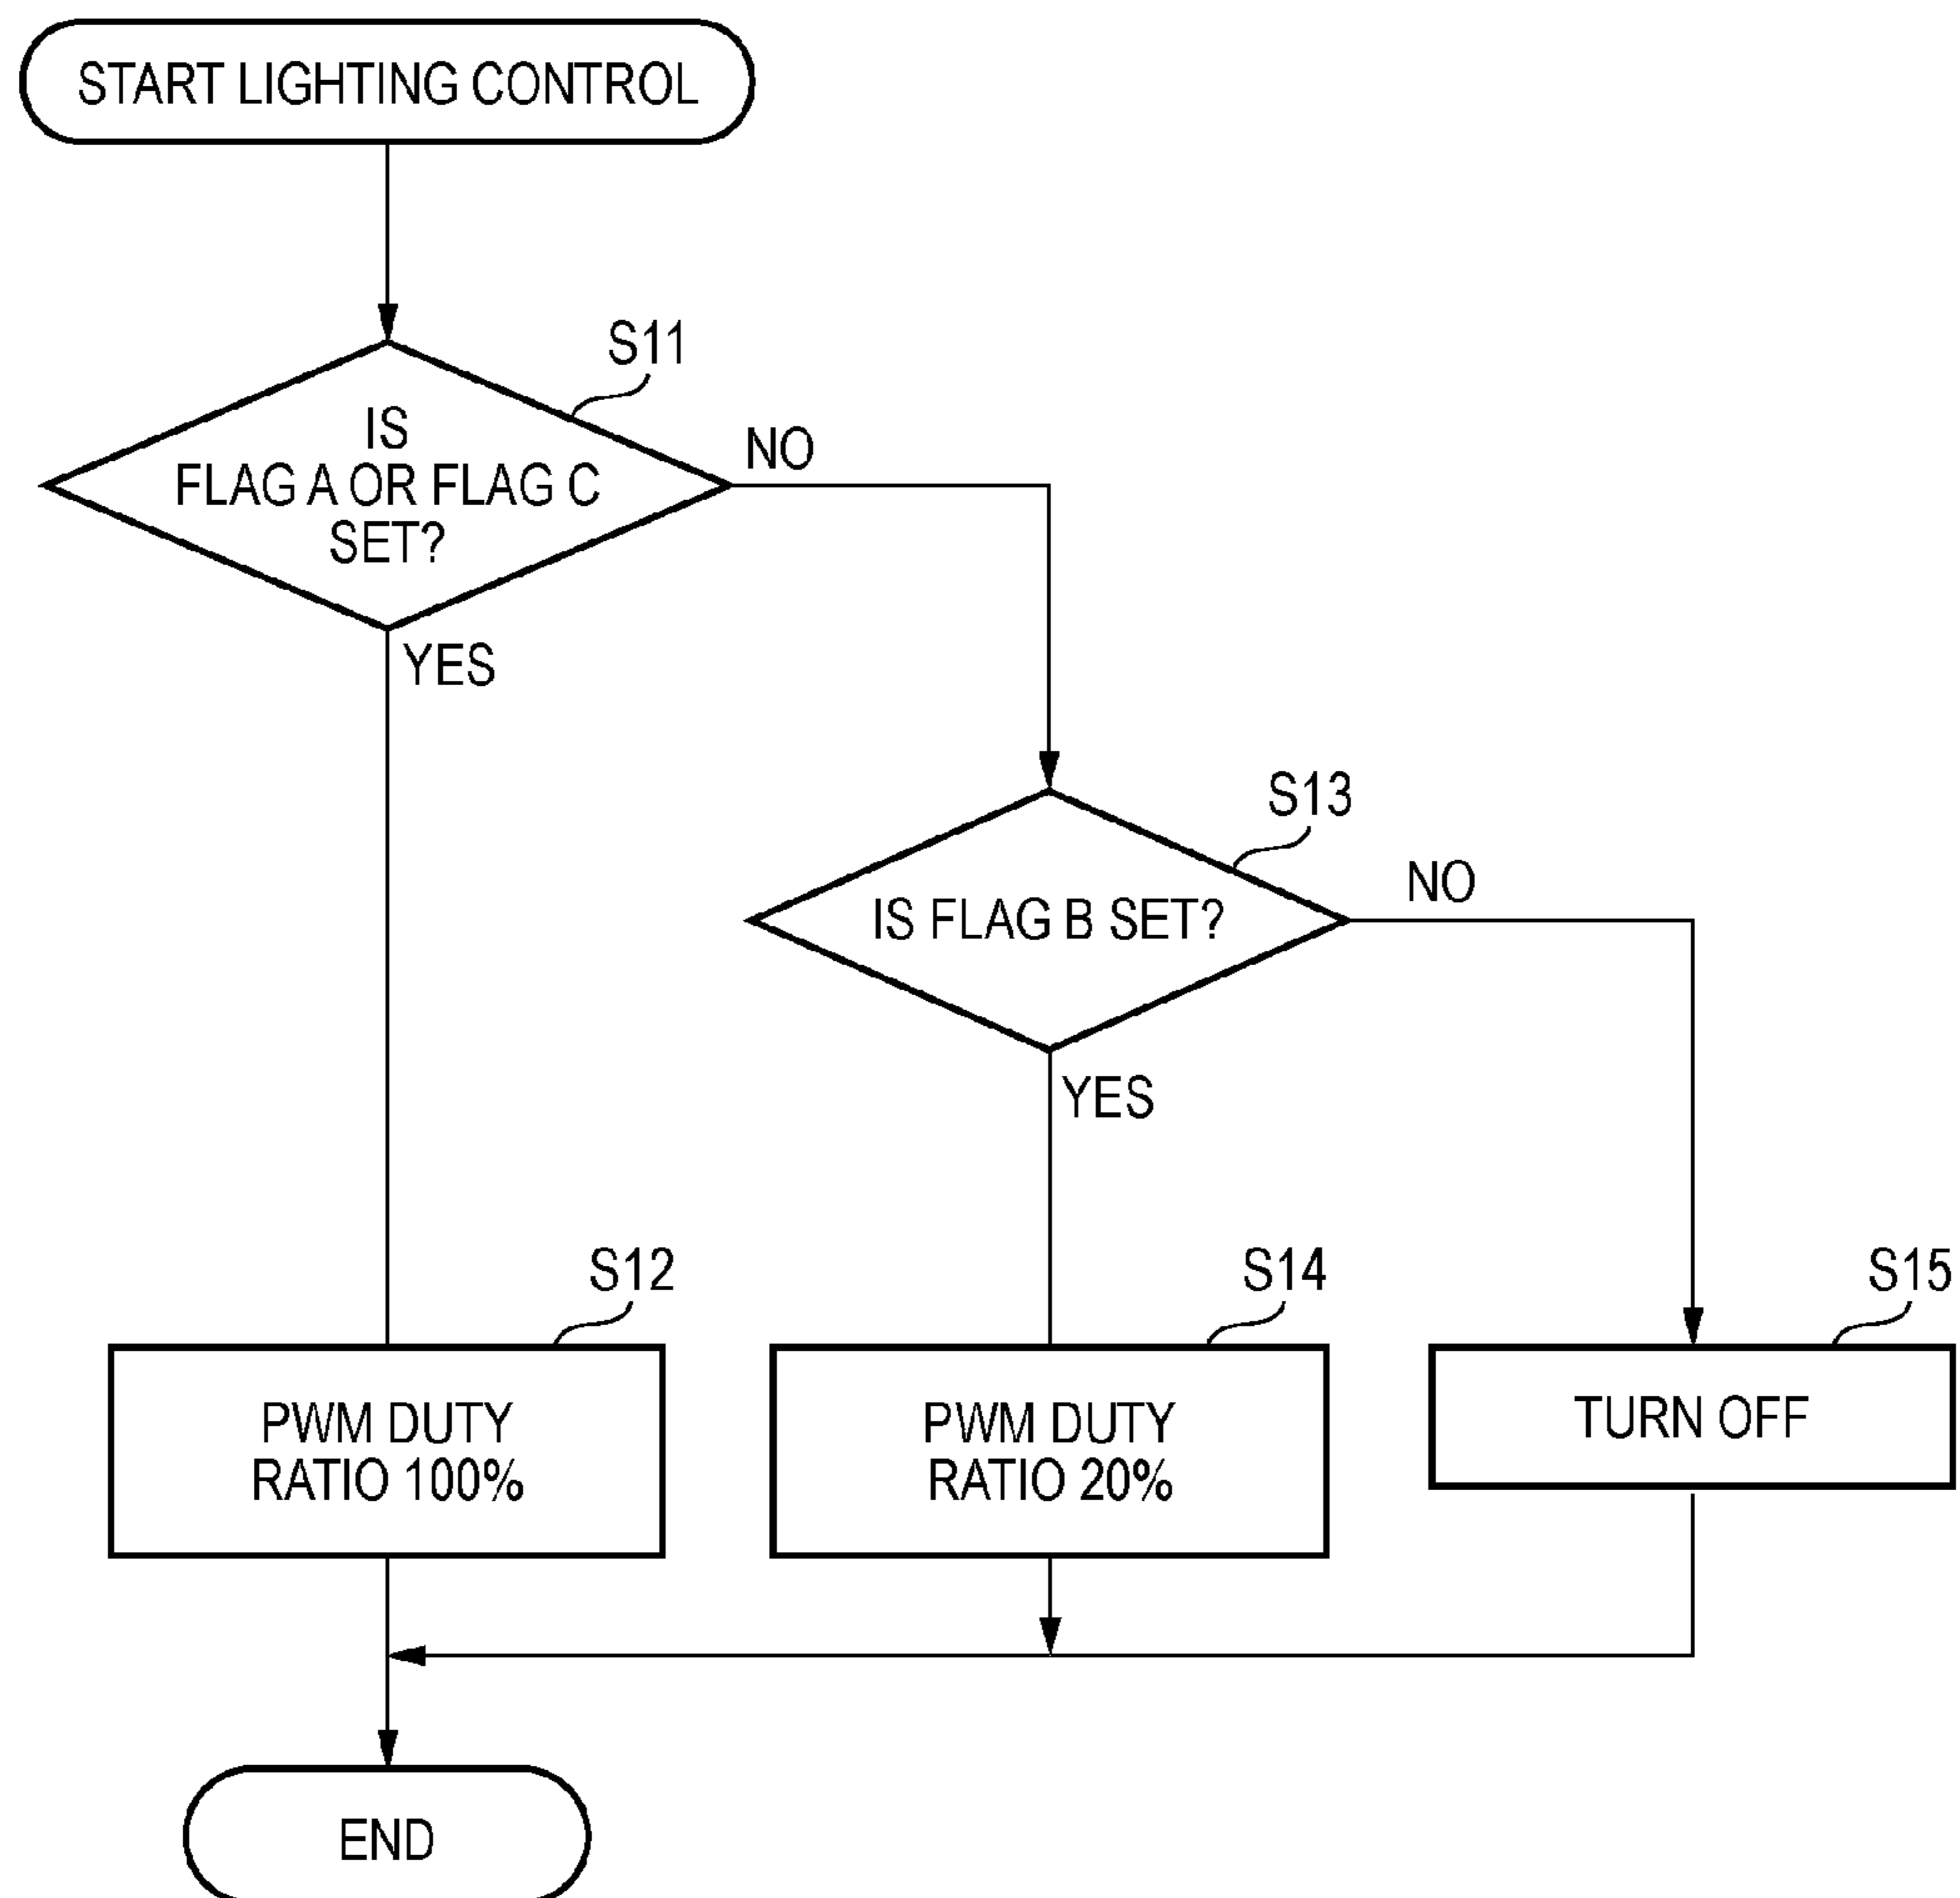 START LIGHTING CONTROL
S11
IS
FLAG A OR FLAG C
SET?
NO
YES
S13
IS FLAG B SET?
NO
YES
S12
PWM DUTY
RATIO 100%
S14
PWM DUTY
RATIO 20%
S15
TURN OFF
END